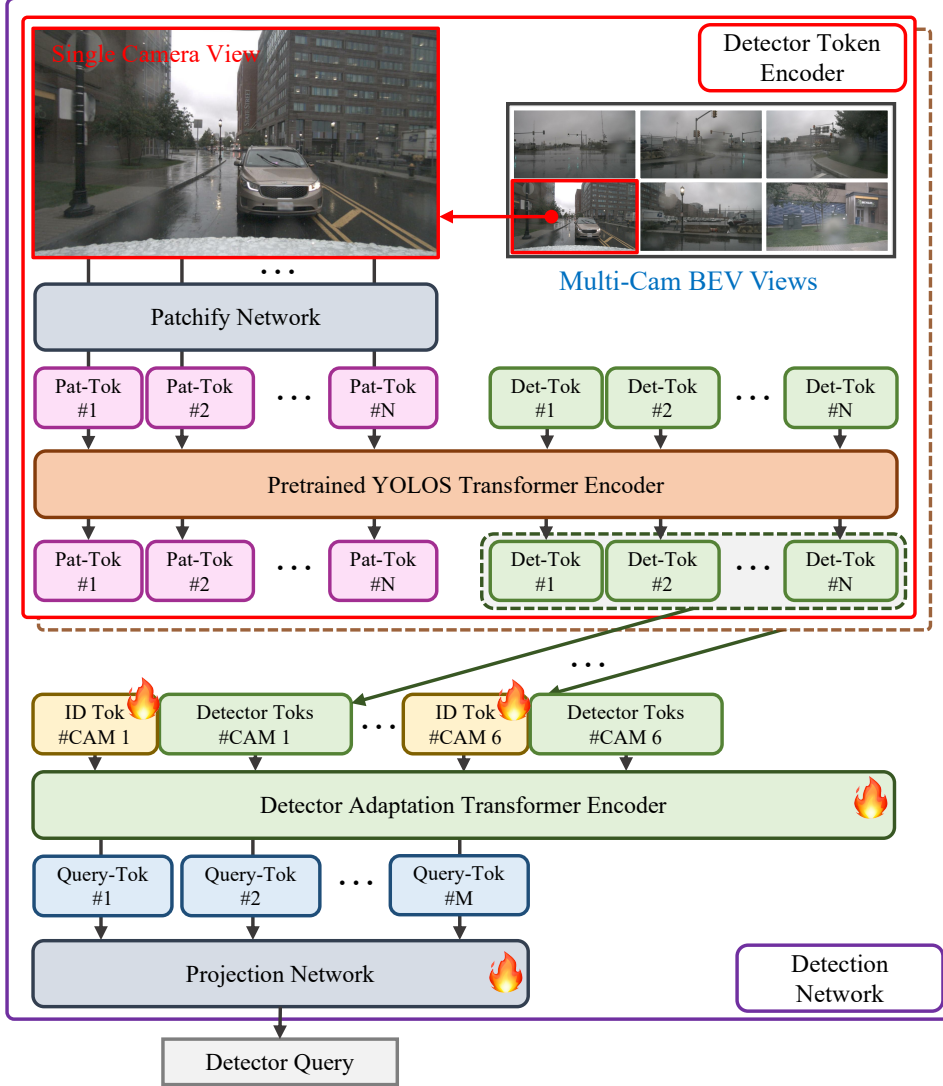 Single Camera View
Detector Token
Encoder
Multi-Cam BEV Views
...
Patchify Network
Pat-Tok
#1
Pat-Tok
#2
...
Pat-Tok
#N
Det-Tok
#1
Det-Tok
#2
...
Det-Tok
#N
Pretrained YOLOS Transformer Encoder
Pat-Tok
#1
Pat-Tok
#2
...
Pat-Tok
#N
Det-Tok
#1
Det-Tok
#2
...
Det-Tok
#N
...
ID Tok
#CAM 1
Detector Toks
#CAM 1
...
ID Tok
#CAM 6
Detector Toks
#CAM 6
Detector Adaptation Transformer Encoder
Query-Tok
#1
Query-Tok
#2
...
Query-Tok
#M
Projection Network
Detection
Network
Detector Query